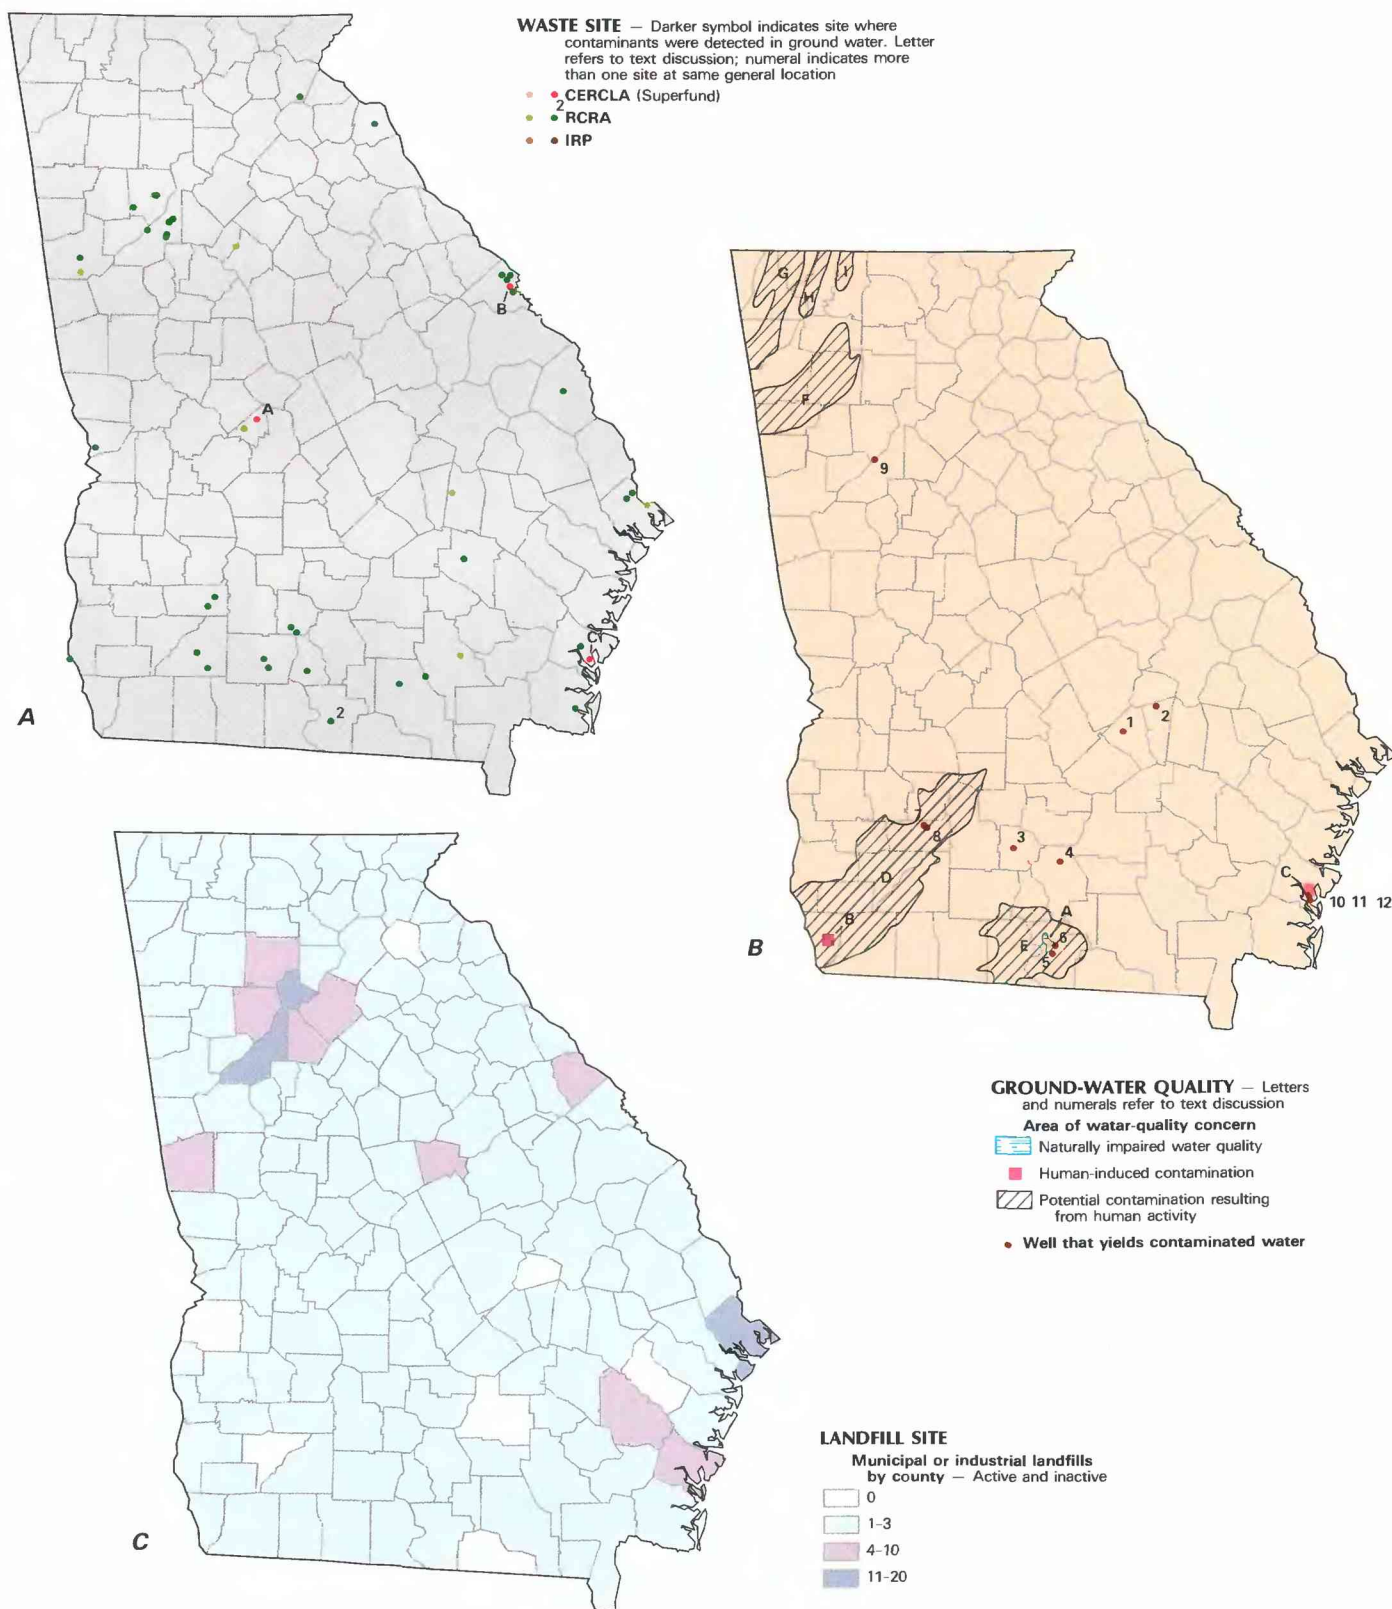 WASTE SITE — Darker symbol indicates site where
contaminants were detected in ground water. Letter
refers to text discussion; numeral indicates more
than one site at same general location
CERCLA (Superfund)
2
RCRA
IRP
B
A
C
2
A
G
H
I
F
9
1
2
8
3
4
D
C
10 11 12
A
B
E
6
5
B
GROUND-WATER QUALITY — Letters
and numerals refer to text discussion
Area of watar-quality concern
Naturally impaired water quality
Human-induced contamination
Potential contamination resulting
from human activity
Well that yields contaminated water
LANDFILL SITE
Municipal or industrial landfills
by county — Active and inactive
0
1-3
4-10
11-20
C